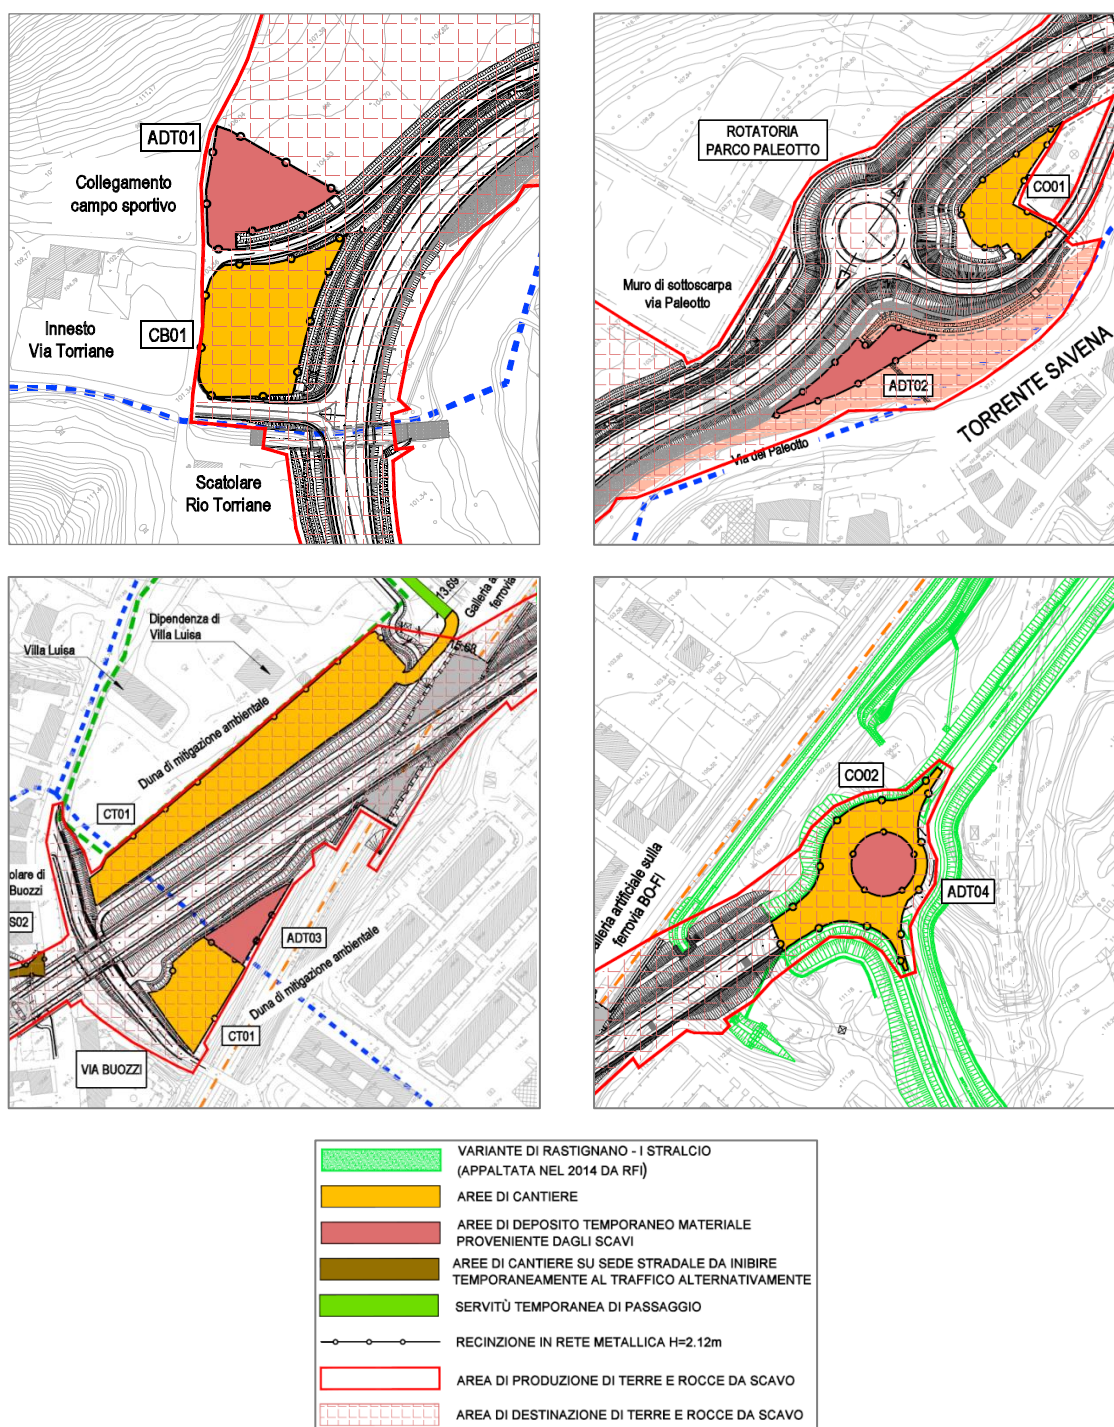 ADT01
Collegamento
campo sportivo
Innesto
Via Torriane
CB01
Scatolare
Rio Torriane
ROTATORIA
PARCO PALEOTTO
CO01
Muro di sottoscarpa
via Paleotto
ADT02
Via del Paleotto
TORRENTE SAVENA
13.69
Galleria a
ferrovia
Dipendenza di
Villa Luisa
Villa Luisa
15.68
Duna di mitigazione ambientale
CT01
olare di
Buozzi
S02
ADT03
Duna di mitigazione ambientale
CT01
VIA BUOZZI
CO02
ADT04
alleria artificiale sulla
ferrovia BO-FI
VARIANTE DI RASTIGNANO - I STRALCIO
(APPALTATA NEL 2014 DA RFI)
AREE DI CANTIERE
AREE DI DEPOSITO TEMPORANEO MATERIALE
PROVENIENTE DAGLI SCAVI
AREE DI CANTIERE SU SEDE STRADALE DA INIBIRE
TEMPORANEAMENTE AL TRAFFICO ALTERNATIVAMENTE
SERVITÙ TEMPORANEA DI PASSAGGIO
RECINZIONE IN RETE METALLICA H=2.12m
AREA DI PRODUZIONE DI TERRE E ROCCE DA SCAVO
AREA DI DESTINAZIONE DI TERRE E ROCCE DA SCAVO